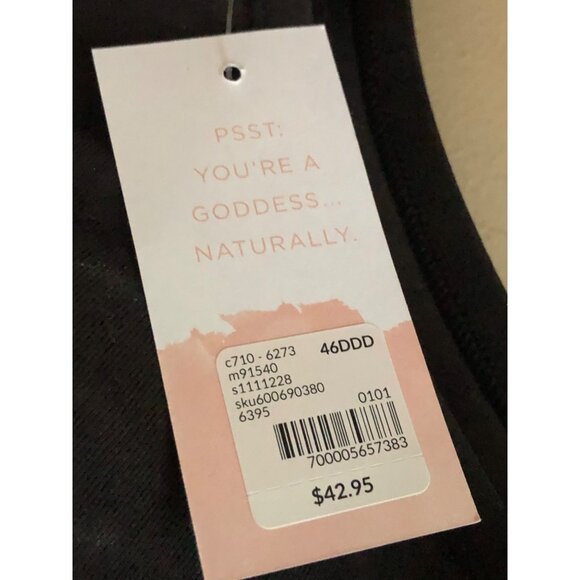 PSST;
YOU'RE A
GODDESS...
NATURALLY.
c710 - 6273 46DDD
m91540
s1111228
sku600690380
6395 0101
700005657383
$42.95